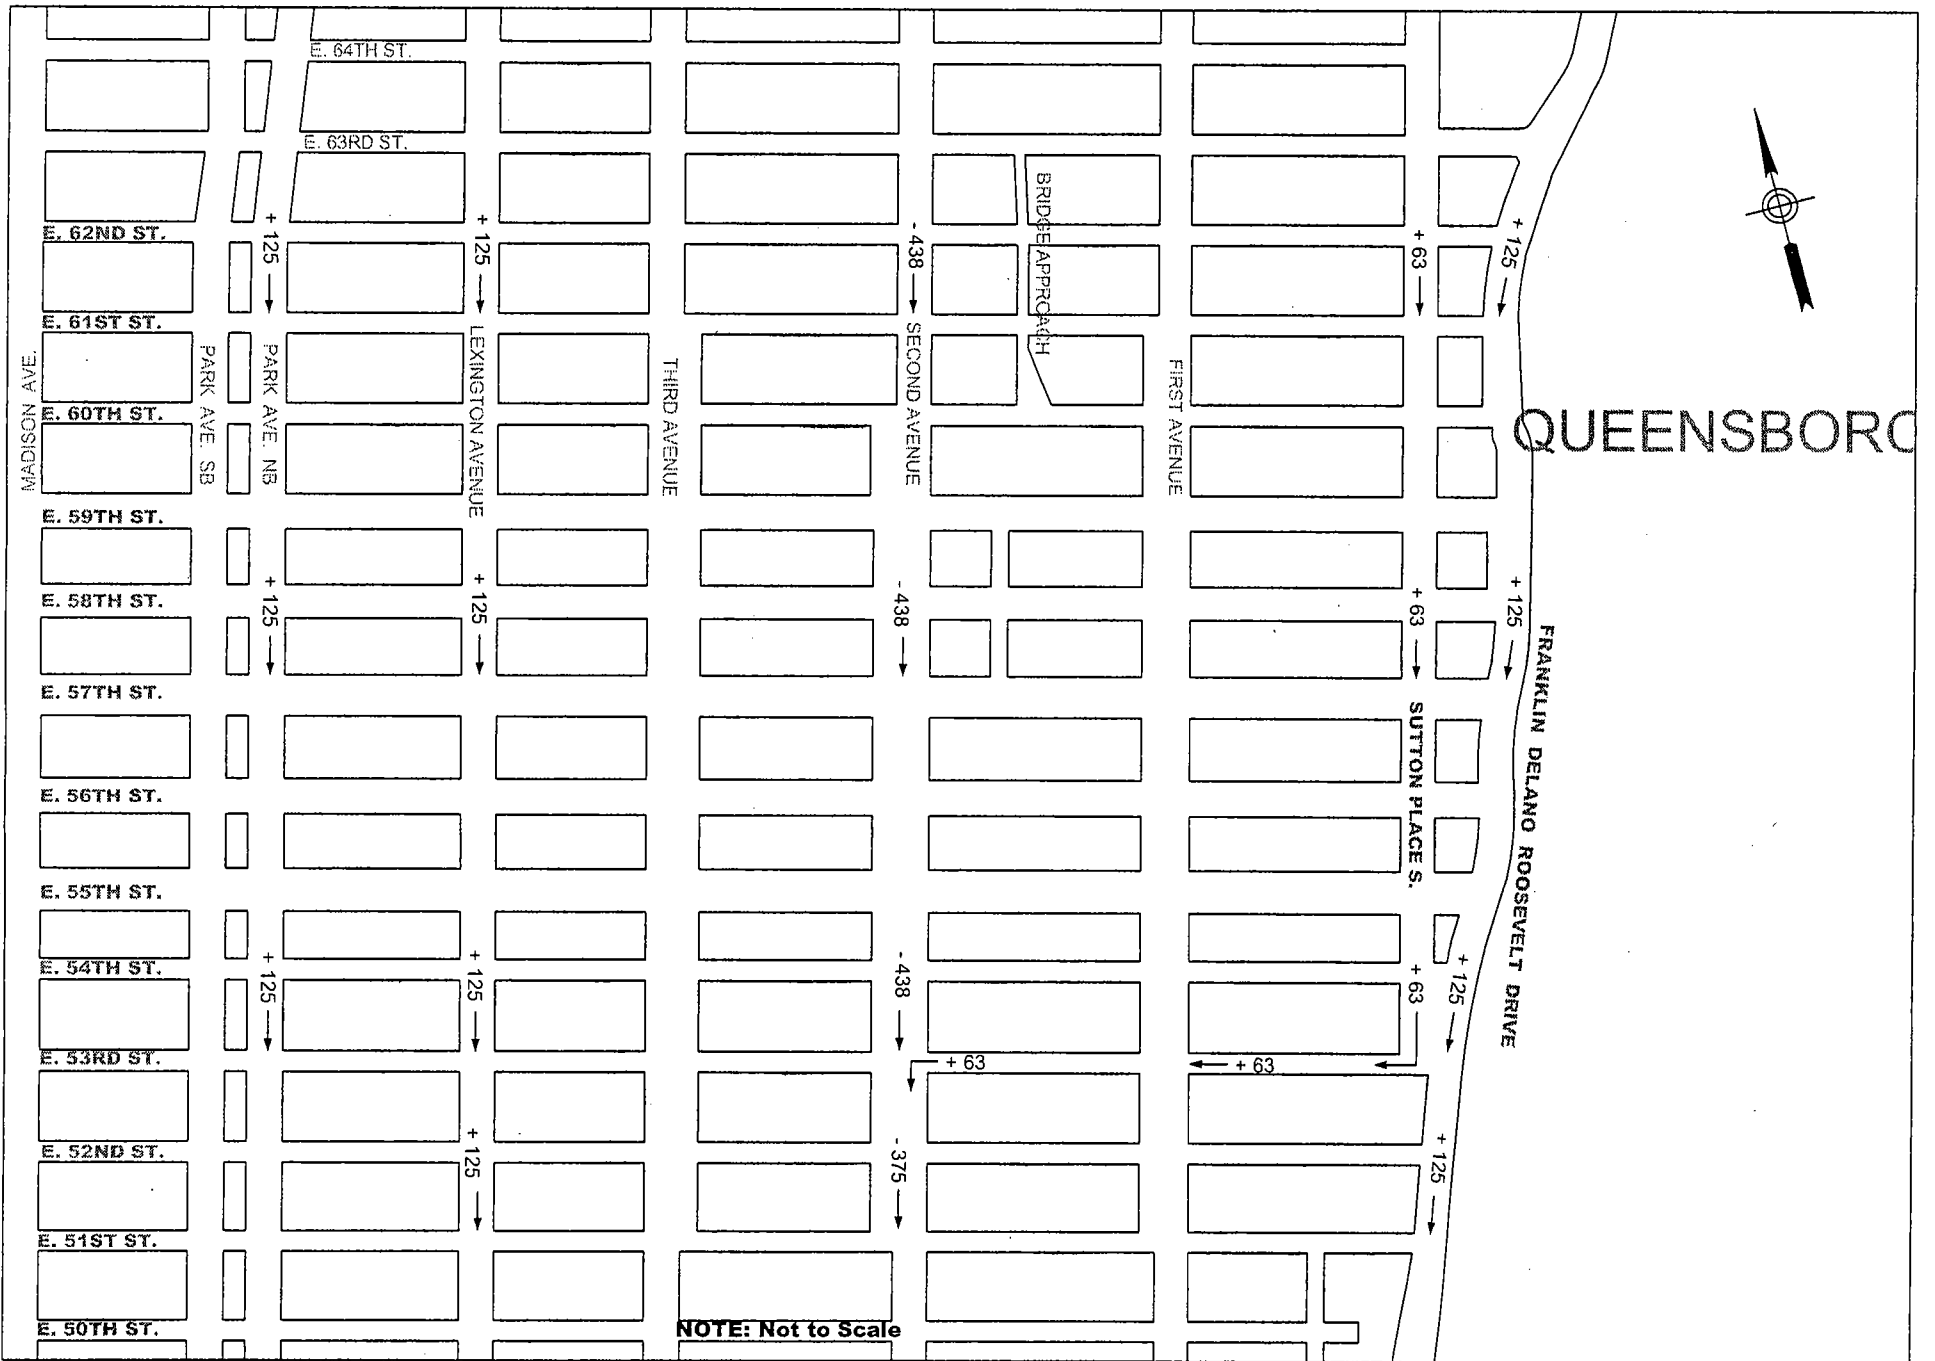 E. 64TH ST.
E. 63RD ST.
E. 62ND ST.
+ 125
+ 125
- 438
+ 63
+ 125
BRIDGE APPROACH
E. 61ST ST.
MADISON AVE.
PARK AVE. SB
PARK AVE. NB
LEXINGTON AVENUE
THIRD AVENUE
SECOND AVENUE
FIRST AVENUE
E. 60TH ST.
QUEENSBORO
E. 59TH ST.
+ 125
+ 125
- 438
+ 63
+ 125
E. 58TH ST.
E. 57TH ST.
SUTTON PLACE S.
FRANKLIN DELANO ROOSEVELT DRIVE
E. 56TH ST.
E. 55TH ST.
+ 125
+ 125
- 438
+ 63
+ 125
E. 54TH ST.
E. 53RD ST.
+ 63
+ 63
+ 125
- 375
+ 125
E. 52ND ST.
E. 51ST ST.
E. 50TH ST.
NOTE: Not to Scale